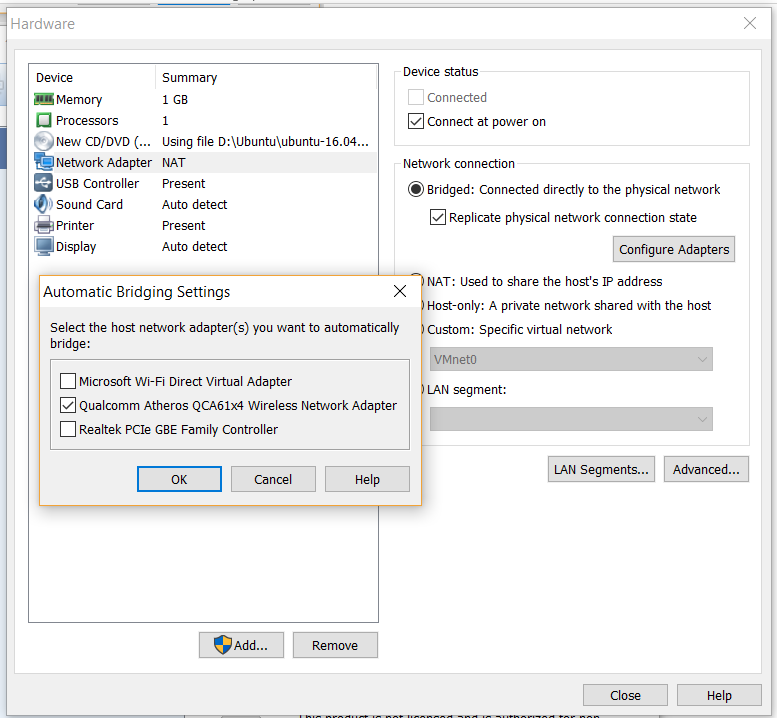 Hardware
Device Summary
Memory 1 GB
Processors 1
New CD/DVD (... Using file D:\Ubuntu\ubuntu-16.04...
Network Adapter NAT
USB Controller Present
Sound Card Auto detect
Printer Present
Display Auto detect
Device status
Connected
Connect at power on
Network connection
Bridged: Connected directly to the physical network
Replicate physical network connection state
Configure Adapters
NAT: Used to share the host's IP address
Host-only: A private network shared with the host
Custom: Specific virtual network
VMnet0
LAN segment:
LAN Segments... Advanced...
Automatic Bridging Settings
Select the host network adapter(s) you want to automatically
bridge:
Microsoft Wi-Fi Direct Virtual Adapter
Qualcomm Atheros QCA61x4 Wireless Network Adapter
Realtek PCIe GBE Family Controller
OK Cancel Help
Add... Remove
Close Help
This product is not licensed and is authorized for non